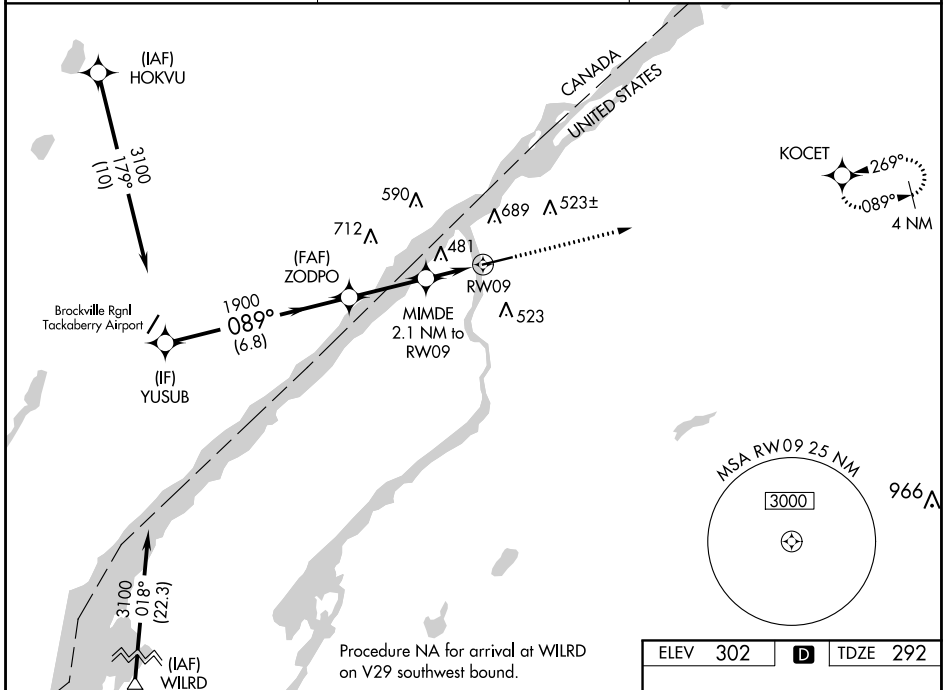 (IAF)
HOKVU
3100
179°
(10)
CANADA
UNITED STATES
KOCET
269°
089°
4 NM
590
689
523±
712
481
(FAF)
ZODPO
RW09
Brockville Rgnl
Tackaberry Airport
1900
089°
(6.8)
MIMDE
2.1 NM to
RW09
523
(IF)
YUSUB
MSA RW09 25 NM
3000
966
3100
018°
(22.3)
(IAF)
WILRD
Procedure NA for arrival at WILRD
on V29 southwest bound.
ELEV 302 D TDZE 292